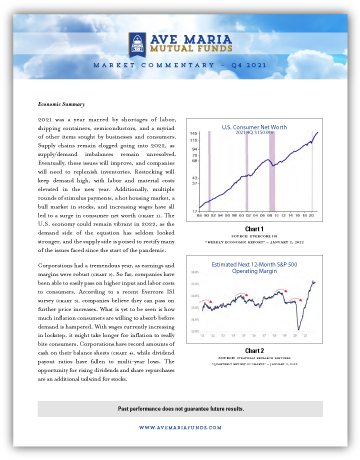 AVE MARIA
MUTUAL FUNDS
MARKET COMMENTARY – Q4 2021
Economic Summary
2021 was a year marred by shortages of labor,
shipping containers, semiconductors, and a myriad
of other items sought by businesses and consumers.
Supply chains remain clogged going into 2022, as
supply/demand imbalances remain unresolved.
Eventually, these issues will improve, and companies
will need to replenish inventories. Restocking will
keep demand high, with labor and material costs
elevated in the new year. Additionally, multiple
rounds of stimulus payments, a hot housing market, a
bull market in stocks, and increasing wages have all
led to a surge in consumer net worth (CHART 1). The
U.S. economy could remain vibrant in 2022, as the
demand side of the equation has seldom looked
stronger, and the supply side is poised to rectify many
of the issues faced since the start of the pandemic.
Corporations had a tremendous year, as earnings and
margins were robust (CHART 2). So far, companies have
been able to easily pass on higher input and labor costs
to consumers. According to a recent Evercore ISI
survey (CHART 3), companies believe they can pass on
further price increases. What is yet to be seen is how
much inflation consumers are willing to absorb before
demand is hampered. With wages currently increasing
in lockstep, it might take longer for inflation to really
bite consumers. Corporations have record amounts of
cash on their balance sheets (CHART 4), while dividend
payout ratios have fallen to multi-year lows. The
opportunity for rising dividends and share repurchases
are an additional tailwind for stocks.
U.S. Consumer Net Worth
Chart 1
SOURCE: EVERCORE ISI
"WEEKLY ECONOMIC REPORT" – JANUARY 2, 2022
Estimated Next 12-Month S&P 500
Operating Margin
Chart 2
Past performance does not guarantee future results.
WWW.AVEMARIAFUNDS.COM